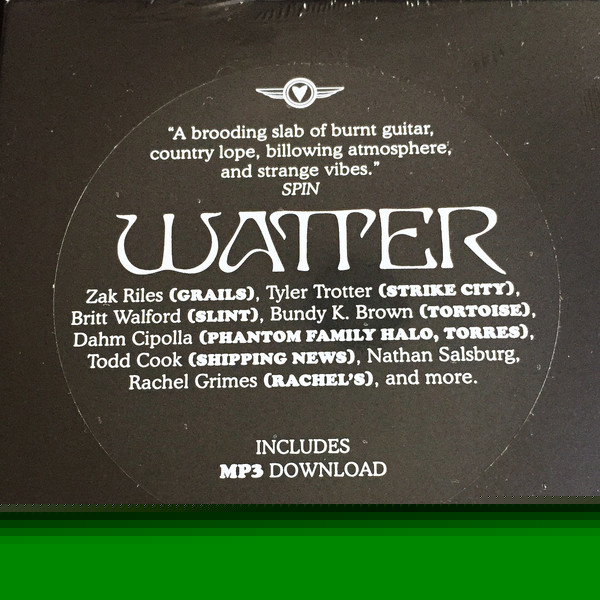 "A brooding slab of burnt guitar,
country lope, billowing atmosphere,
and strange vibes."
SPIN
WATTER
Zak Riles (GRAILS), Tyler Trotter (STRIKE CITY),
Britt Walford (SLINT), Bundy K. Brown (TORTOISE),
Dahm Cipolla (PHANTOM FAMILY HALO, TORRES),
Todd Cook (SHIPPING NEWS), Nathan Salsburg,
Rachel Grimes (RACHEL'S), and more.
INCLUDES
MP3 DOWNLOAD